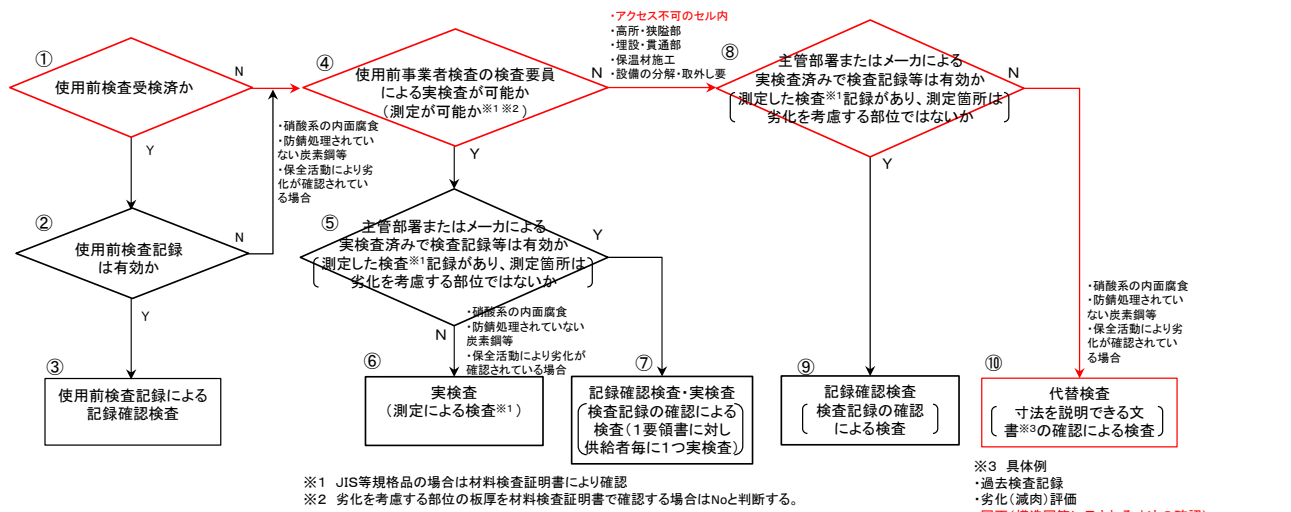 ①
使用前検査受検済か
N
Y
・硝酸系の内面腐食
・防錆処理されてい
ない炭素鋼等
・保全活動により劣
化が確認されてい
る場合
②
使用前検査記録
は有効か
N
Y
③
使用前検査記録による
記録確認検査
④
使用前事業者検査の検査要員
による実検査が可能か
(測定が可能か※1 ※2)
N
Y
・アクセス不可のセル内
・高所・狭隘部
・埋設・貫通部
・保温材施工
・設備の分解・取外し要
⑤
主管部署またはメーカによる
実検査済みで検査記録等は有効か
測定した検査※1記録があり、測定箇所は
劣化を考慮する部位ではないか
Y
N
・硝酸系の内面腐食
・防錆処理されていない
炭素鋼等
・保全活動により劣化が
確認されている場合
⑥
実検査
(測定による検査※1)
⑦
記録確認検査・実検査
検査記録の確認による
検査(1要領書に対し
供給者毎に1つ実検査)
⑧
主管部署またはメーカによる
実検査済みで検査記録等は有効か
測定した検査※1記録があり、測定箇所は
劣化を考慮する部位ではないか
N
Y
⑨
記録確認検査
検査記録の確認
による検査
・硝酸系の内面腐食
・防錆処理されてい
ない炭素鋼等
・保全活動により劣
化が確認されてい
る場合
⑩
代替検査
寸法を説明できる文
書※3の確認による検査
※1 JIS等規格品の場合は材料検査証明書により確認
※2 劣化を考慮する部位の板厚を材料検査証明書で確認する場合はNoと判断する。
※3 具体例
・過去検査記録
・劣化(減肉)評価